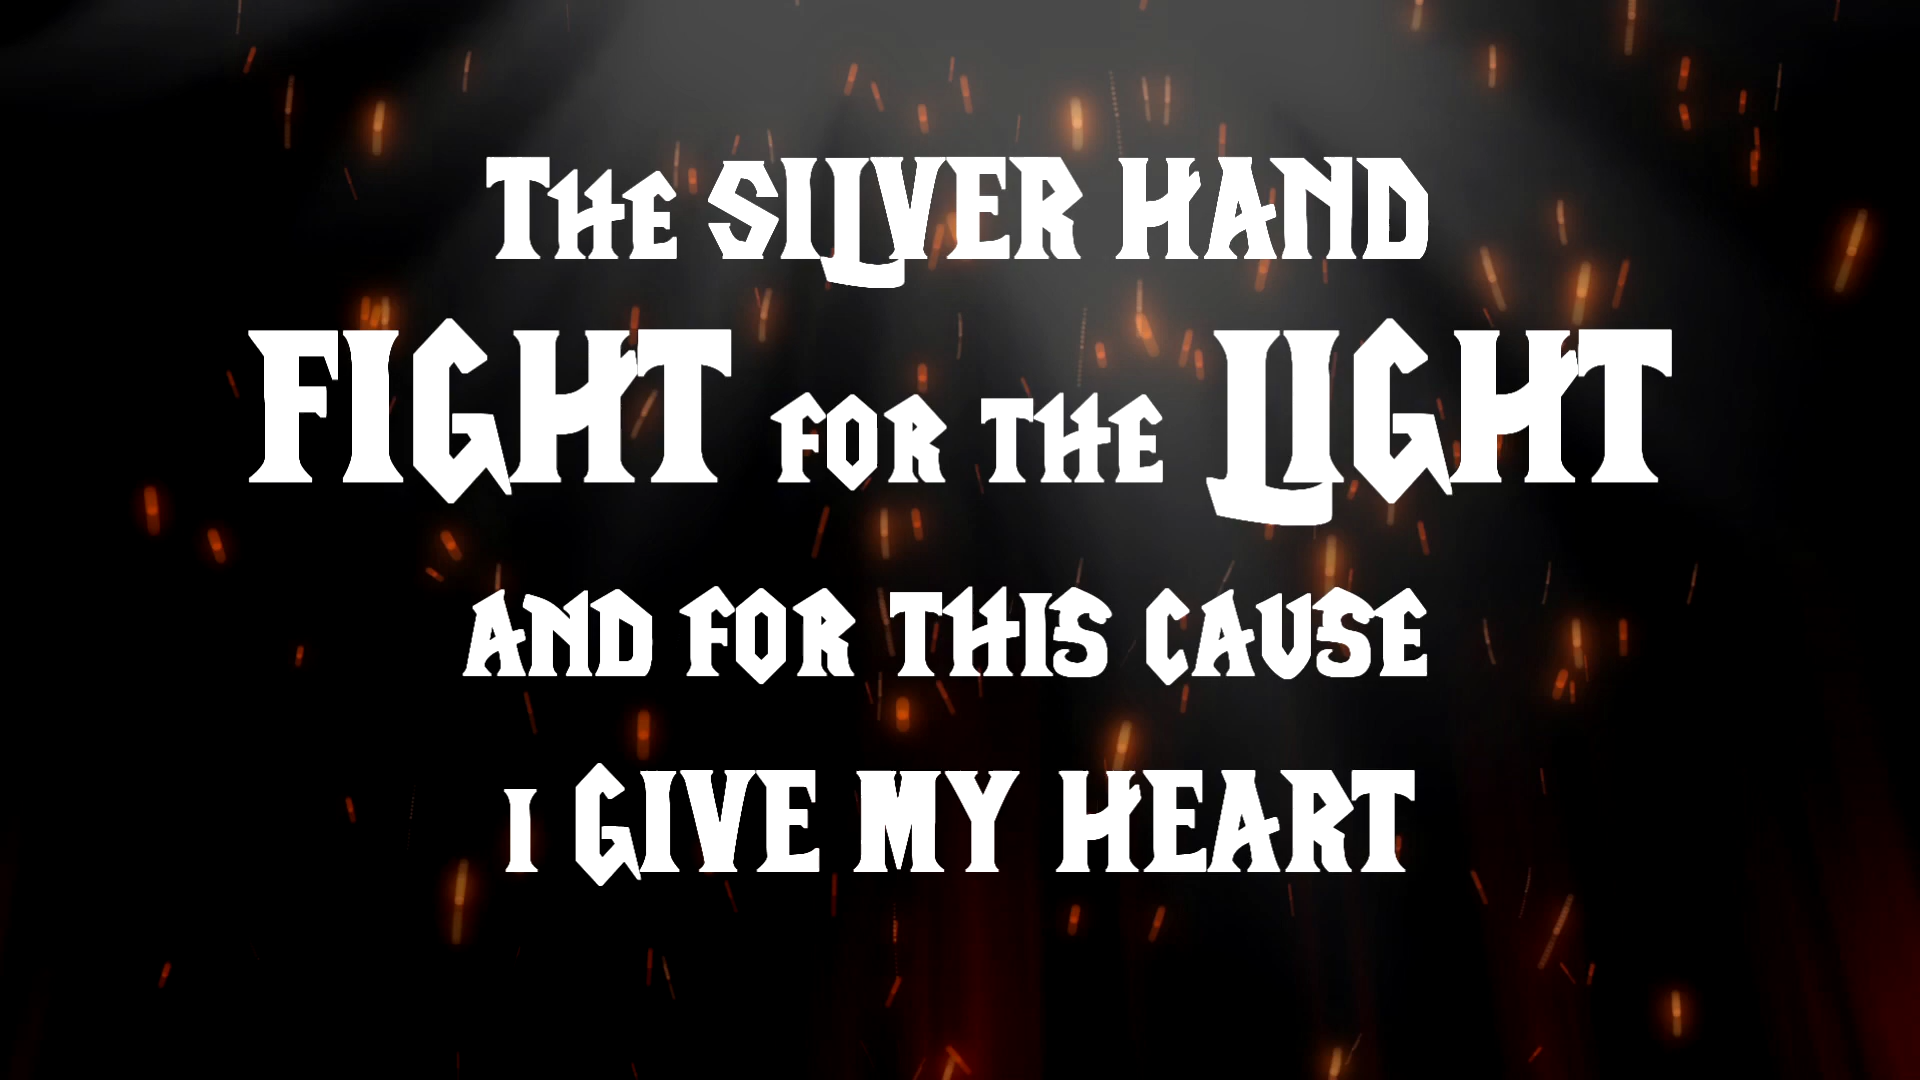 The SILVER HAND
FIGHT FOR THE LIGHT
AND FOR THIS CAUSE
I GIVE MY HEART